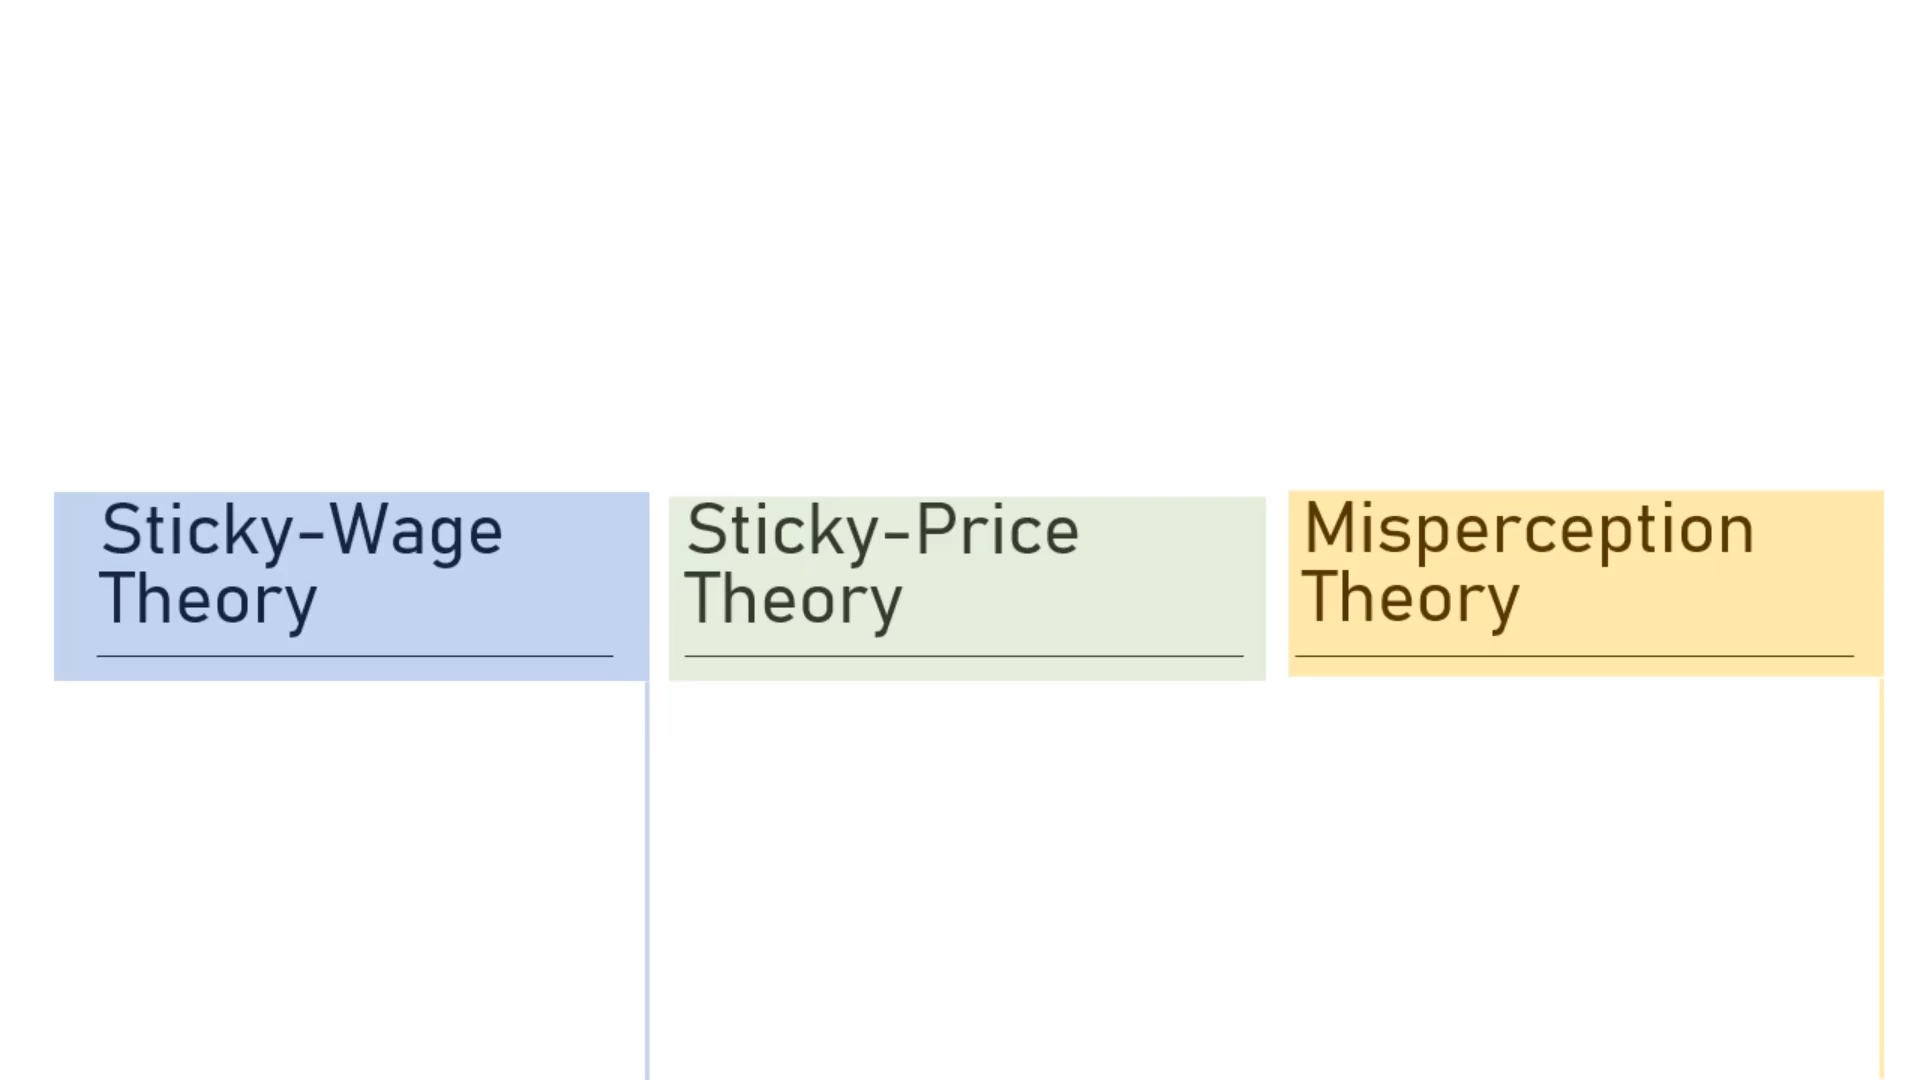 Sticky-Wage
Theory
Sticky-Price
Theory
Misperception
Theory